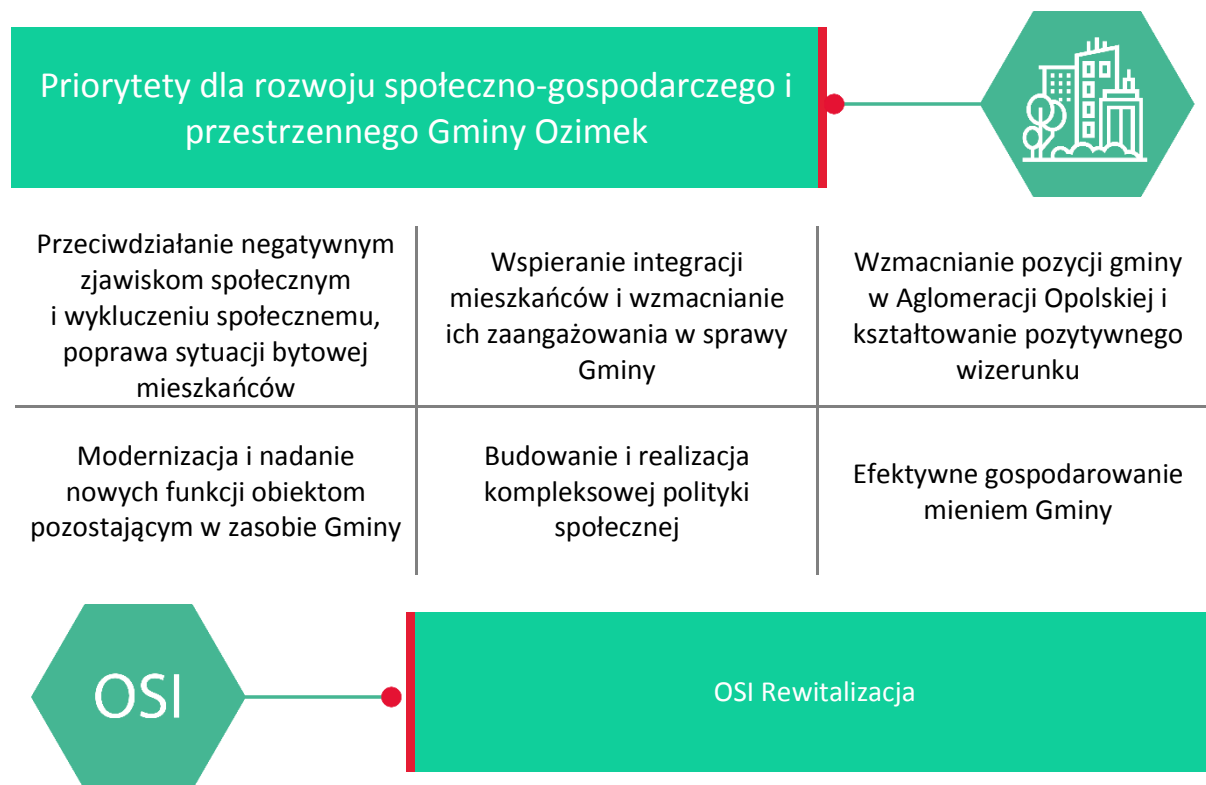 Priorytety dla rozwoju społeczno-gospodarczego i
przestrzennego Gminy Ozimek
Przeciwdziałanie negatywnym
zjawiskom społecznym
i wykluczeniu społecznemu,
poprawa sytuacji bytowej
mieszkańców
Wspieranie integracji
mieszkańców i wzmacnianie
ich zaangażowania w sprawy
Gminy
Wzmacnianie pozycji gminy
w Aglomeracji Opolskiej i
kształtowanie pozytywnego
wizerunku
Modernizacja i nadanie
nowych funkcji obiektom
pozostającym w zasobie Gminy
Budowanie i realizacja
kompleksowej polityki
społecznej
Efektywne gospodarowanie
mieniem Gminy
OSI
OSI Rewitalizacja